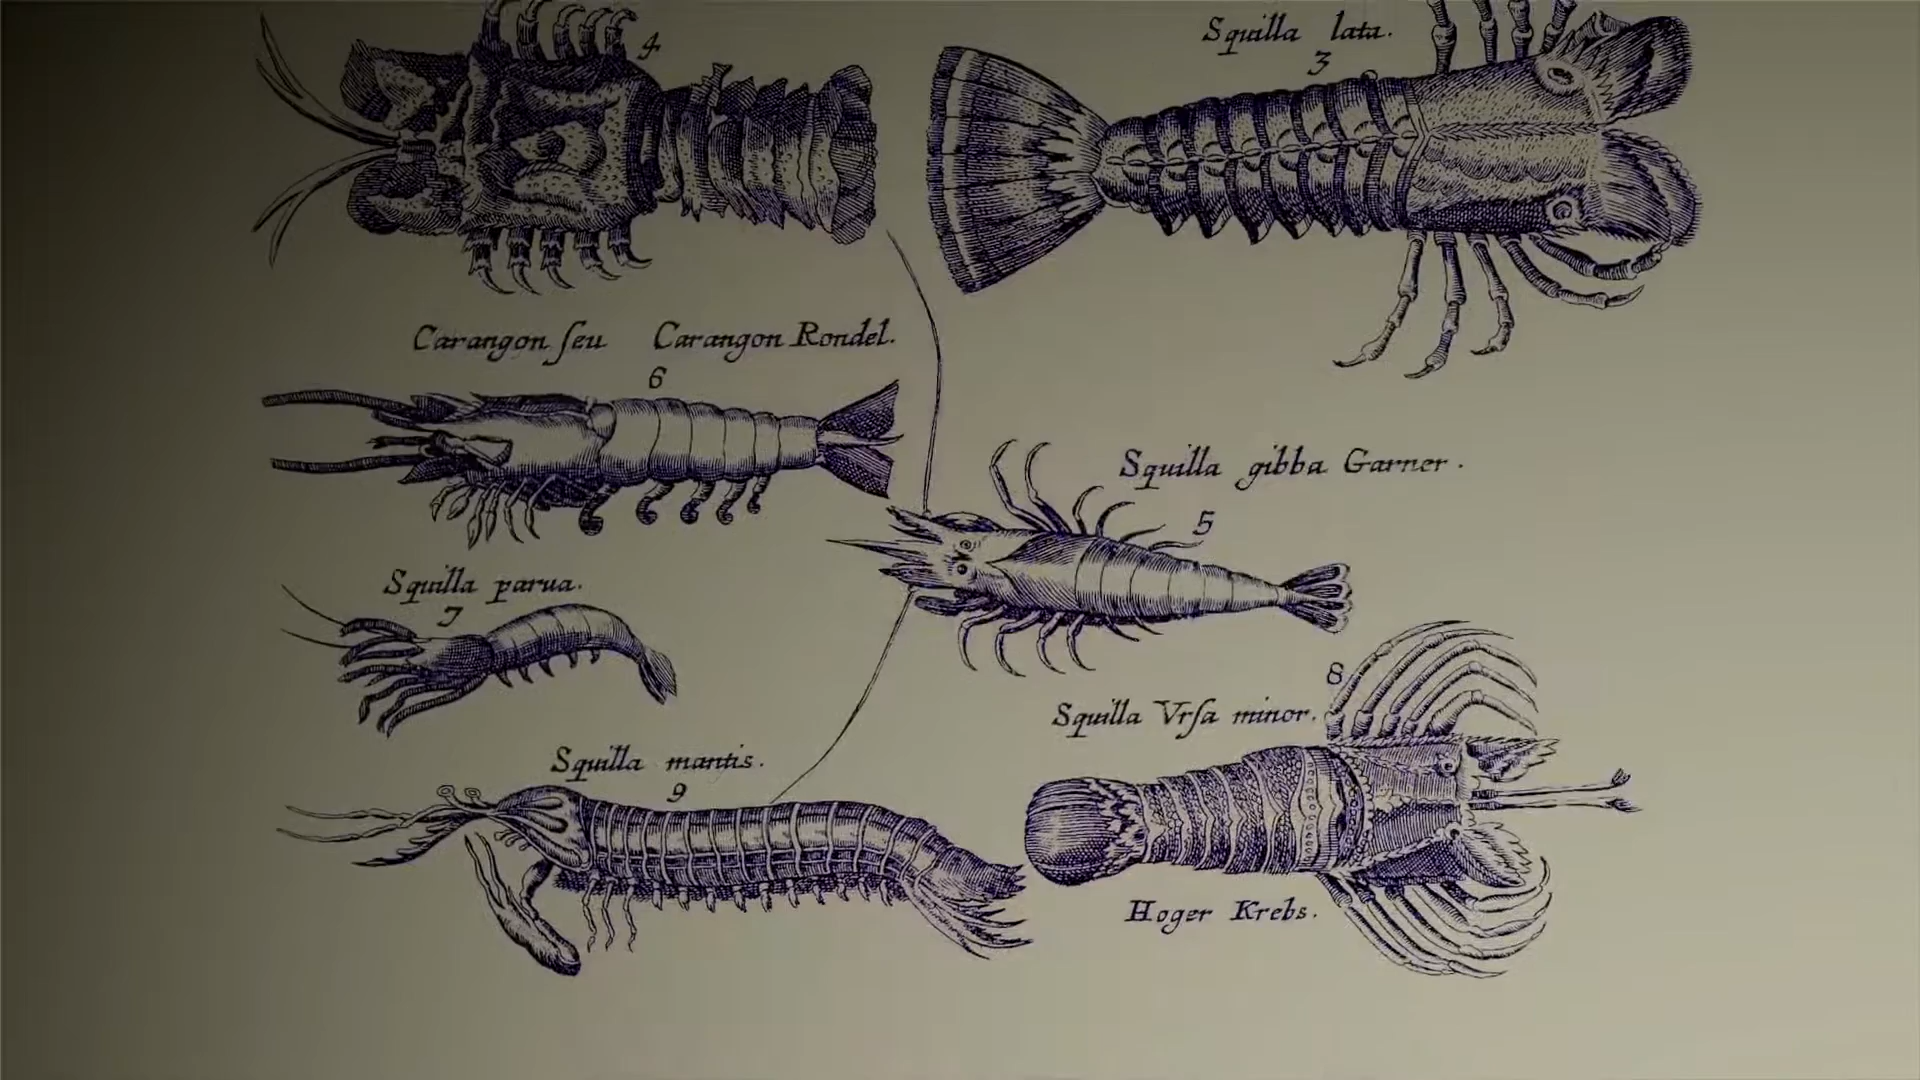 4
Squilla lata.
3
Carangon ſeu Carangon Rondel.
6
Squilla gibba Garner.
5
Squilla parua.
7
8
Squilla Vrſa minor.
Squilla mantis.
9
Hoger Krebs.